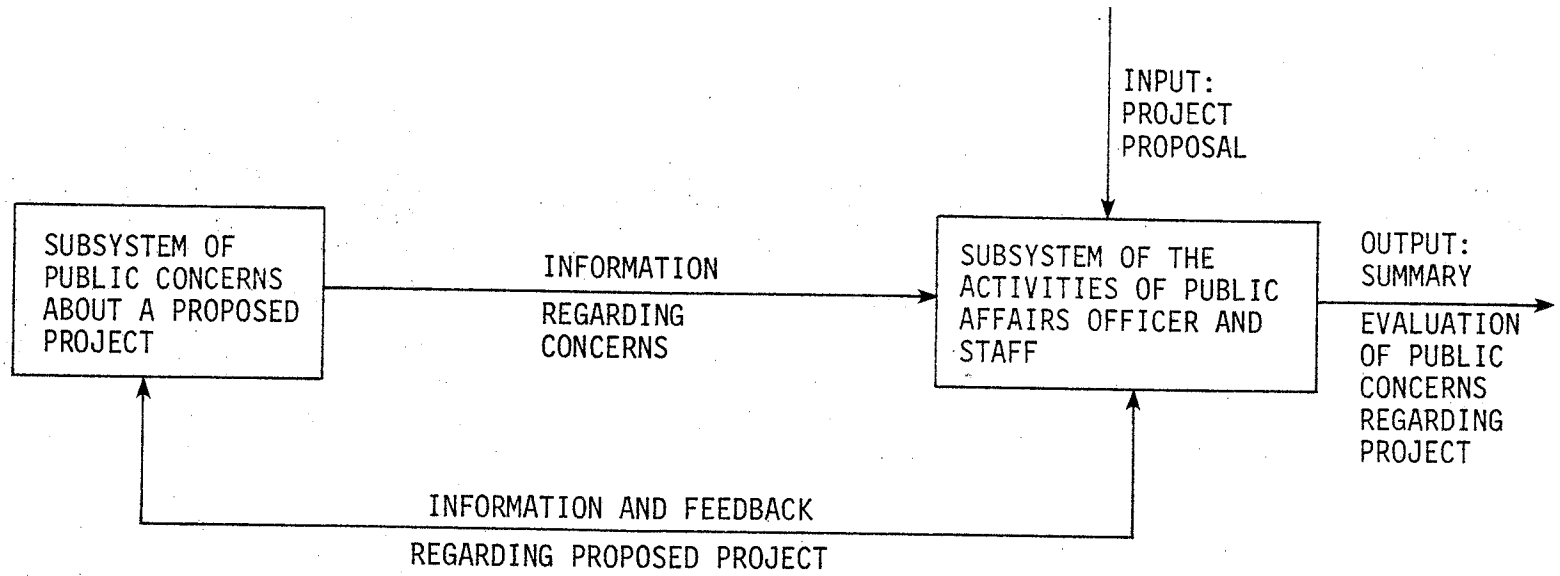 INPUT:
PROJECT
PROPOSAL
SUBSYSTEM OF
PUBLIC CONCERNS
ABOUT A PROPOSED
PROJECT
INFORMATION
REGARDING
CONCERNS
SUBSYSTEM OF THE
ACTIVITIES OF PUBLIC
AFFAIRS OFFICER AND
STAFF
OUTPUT:
SUMMARY
EVALUATION
OF PUBLIC
CONCERNS
REGARDING
PROJECT
INFORMATION AND FEEDBACK
REGARDING PROPOSED PROJECT